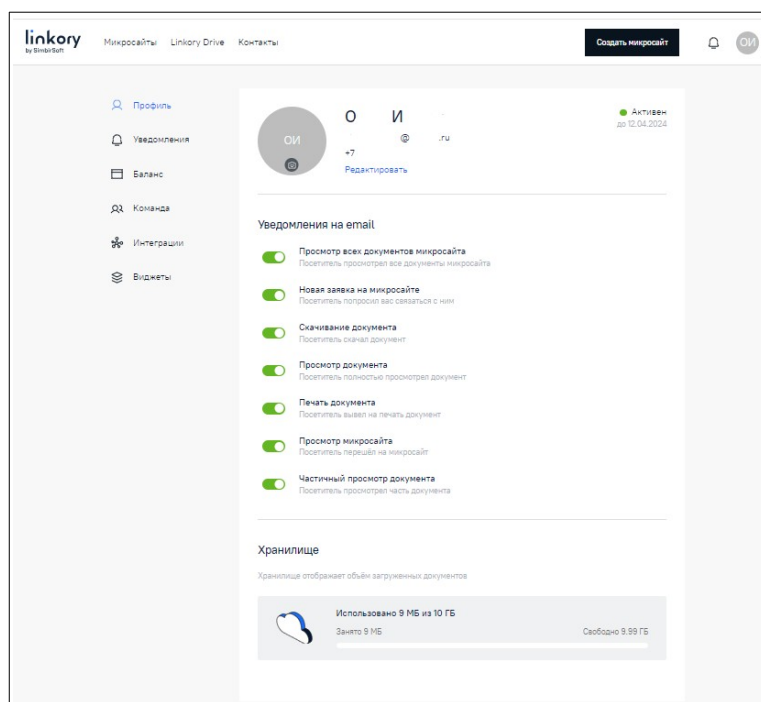 linkory
by SimbirSoft
Микросайты Linkory Drive Контакты
Создать микросайт
ОИ
Профиль
Уведомления
Баланс
Команда
Интеграции
Виджеты
ОИ
О И
@ .ru
+7
Редактировать
Активен
до 12.04.2024
Уведомления на email
Просмотр всех документов микросайта
Посетитель просмотрел все документы микросайта
Новая заявка на микросайте
Посетитель попросил вас связаться с ним
Скачивание документа
Посетитель скачал документ
Просмотр документа
Посетитель полностью просмотрел документ
Печать документа
Посетитель вывел на печать документ
Просмотр микросайта
Посетитель перешёл на микросайт
Частичный просмотр документа
Посетитель просмотрел часть документа
Хранилище
Хранилище отображает объём загруженных документов
Использовано 9 МБ из 10 ГБ
Занято 9 МБ
Свободно 9.99 ГБ